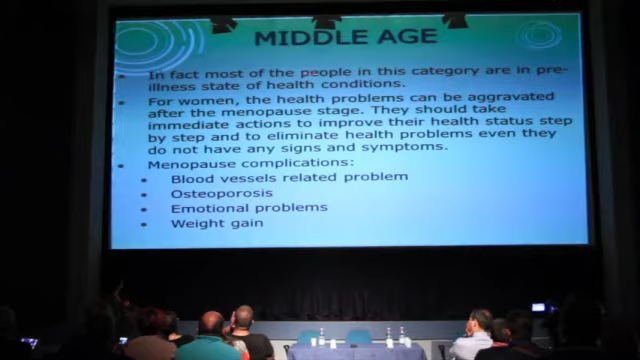 MIDDLE AGE
• In fact most of the people in this category are in pre-
illness state of health conditions.
• For women, the health problems can be aggravated
after the menopause stage. They should take
immediate actions to improve their health status step
by step and to eliminate health problems even they
do not have any signs and symptoms.
• Menopause complications:
• Blood vessels related problem
• Osteoporosis
• Emotional problems
• Weight gain